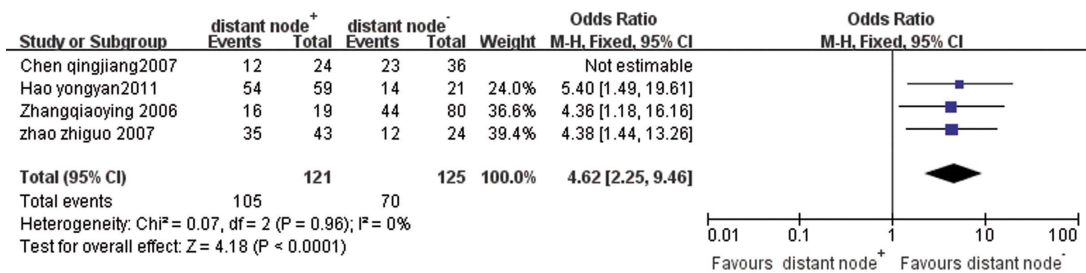 distant node+ distant node- Odds Ratio Odds Ratio
Study or Subgroup Events Total Events Total Weight M-H, Fixed, 95% CI M-H, Fixed, 95% CI
Chen qingjiang2007 12 24 23 36 Not estimable
Hao yongyan2011 54 59 14 21 24.0% 5.40 [1.49, 19.61]
Zhangqiaoying 2006 16 19 44 80 36.6% 4.36 [1.18, 16.16]
zhao zhiguo 2007 35 43 12 24 39.4% 4.38 [1.44, 13.26]
Total (95% CI) 121 125 100.0% 4.62 [2.25, 9.46]
Total events 105 70
Heterogeneity: Chi² = 0.07, df = 2 (P = 0.96); I² = 0%
Test for overall effect: Z = 4.18 (P < 0.0001)
0.01 0.1 1 10 100
Favours distant node+ Favours distant node-